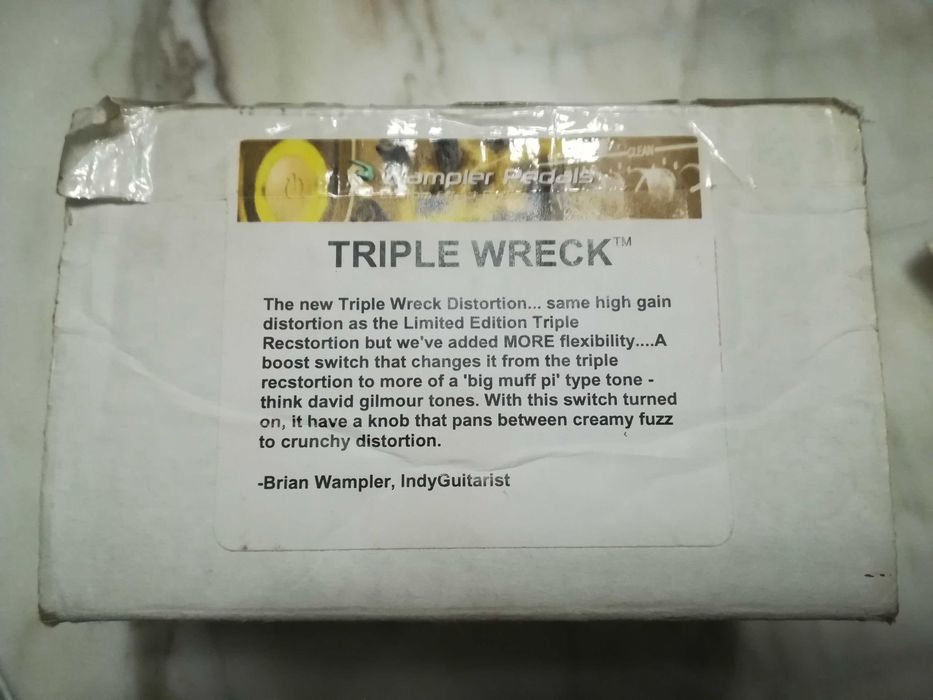 CLEAN
Wampler Pedals
TRIPLE WRECK™
The new Triple Wreck Distortion... same high gain
distortion as the Limited Edition Triple
Recstortion but we've added MORE flexibility....A
boost switch that changes it from the triple
recstortion to more of a 'big muff pi' type tone -
think david gilmour tones. With this switch turned
on, it have a knob that pans between creamy fuzz
to crunchy distortion.
-Brian Wampler, IndyGuitarist